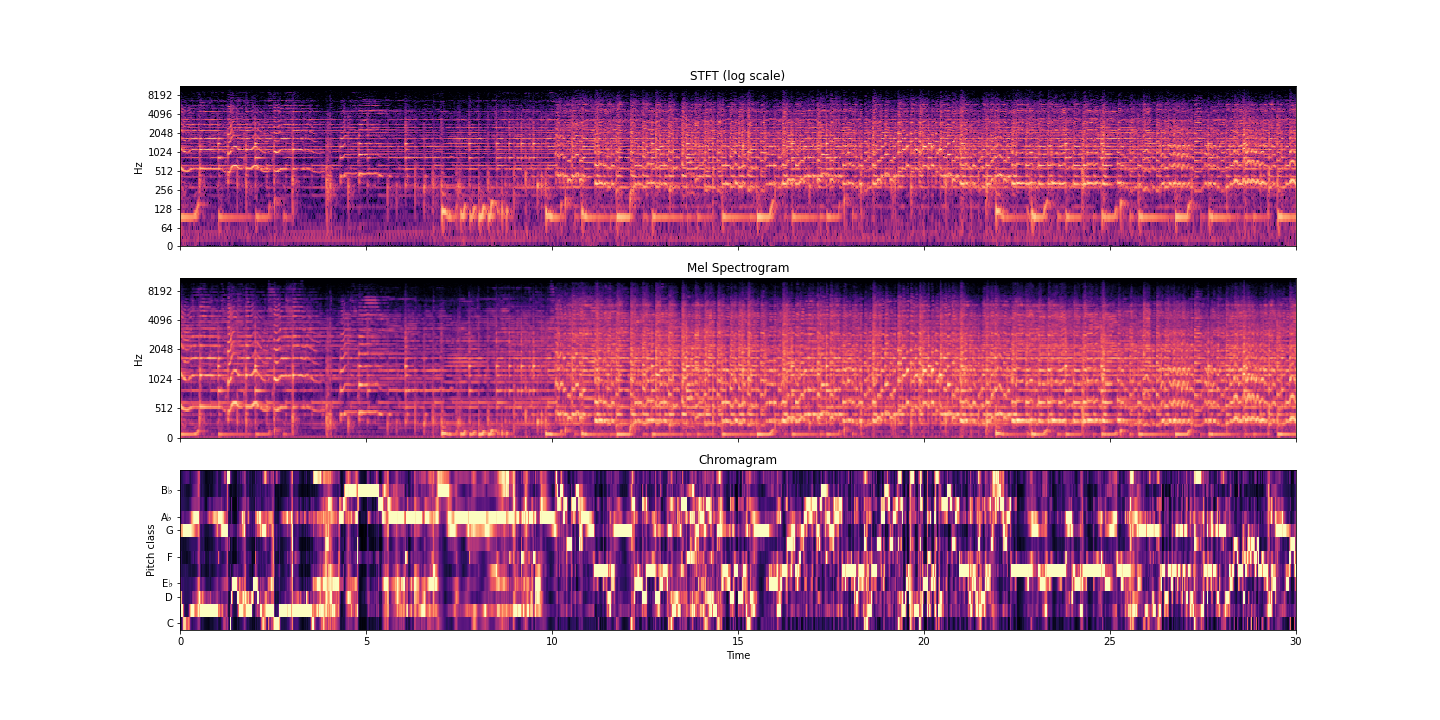 STFT (log scale)
8192
4096
2048
1024
512
256
128
64
0
Hz
Mel Spectrogram
8192
4096
2048
1024
512
0
Hz
Chromagram
B♭
A♭
G
F
E♭
D
C
Pitch class
0 5 10 15 20 25 30
Time